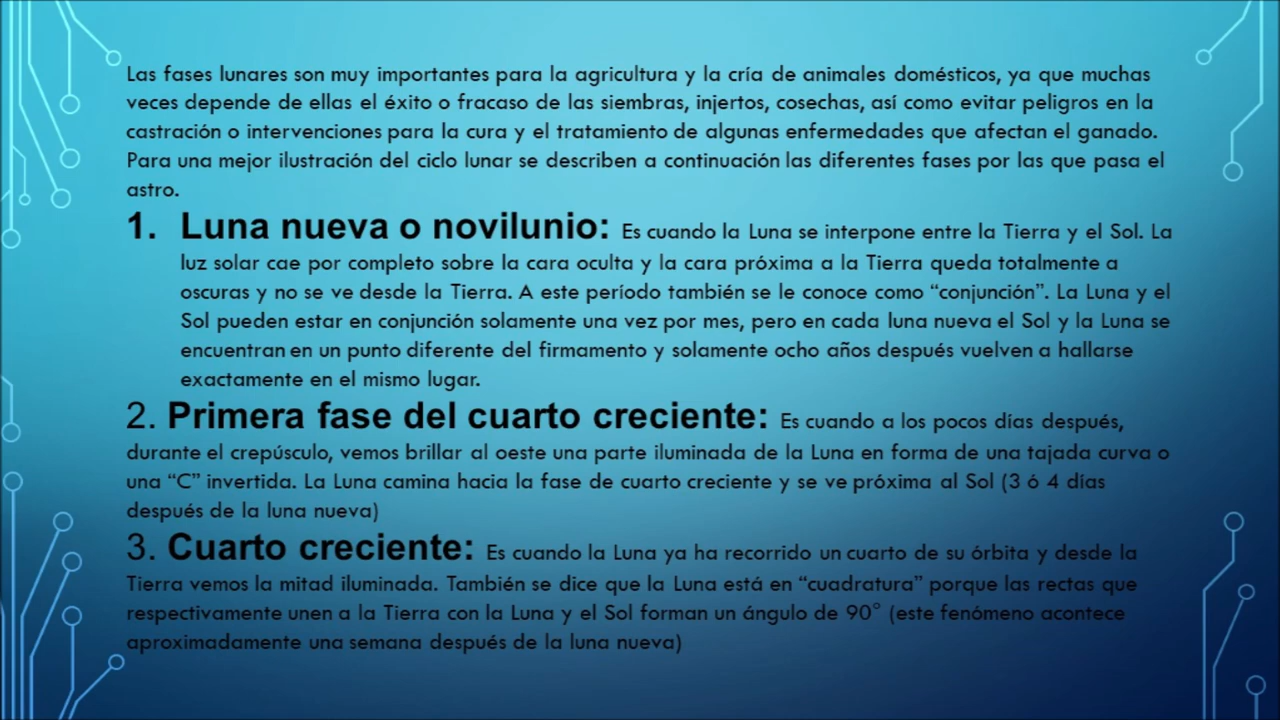 Las fases lunares son muy importantes para la agricultura y la cría de animales domésticos, ya que muchas
veces depende de ellas el éxito o fracaso de las siembras, injertos, cosechas, así como evitar peligros en la
castración o intervenciones para la cura y el tratamiento de algunas enfermedades que afectan el ganado.
Para una mejor ilustración del ciclo lunar se describen a continuación las diferentes fases por las que pasa el
astro.
1. Luna nueva o novilunio: Es cuando la Luna se interpone entre la Tierra y el Sol. La
luz solar cae por completo sobre la cara oculta y la cara próxima a la Tierra queda totalmente a
oscuras y no se ve desde la Tierra. A este período también se le conoce como “conjunción”. La Luna y el
Sol pueden estar en conjunción solamente una vez por mes, pero en cada luna nueva el Sol y la Luna se
encuentran en un punto diferente del firmamento y solamente ocho años después vuelven a hallarse
exactamente en el mismo lugar.
2. Primera fase del cuarto creciente: Es cuando a los pocos días después,
durante el crepúsculo, vemos brillar al oeste una parte iluminada de la Luna en forma de una tajada curva o
una “C” invertida. La Luna camina hacia la fase de cuarto creciente y se ve próxima al Sol (3 ó 4 días
después de la luna nueva)
3. Cuarto creciente: Es cuando la Luna ya ha recorrido un cuarto de su órbita y desde la
Tierra vemos la mitad iluminada. También se dice que la Luna está en “cuadratura” porque las rectas que
respectivamente unen a la Tierra con la Luna y el Sol forman un ángulo de 90° (este fenómeno acontece
aproximadamente una semana después de la luna nueva)